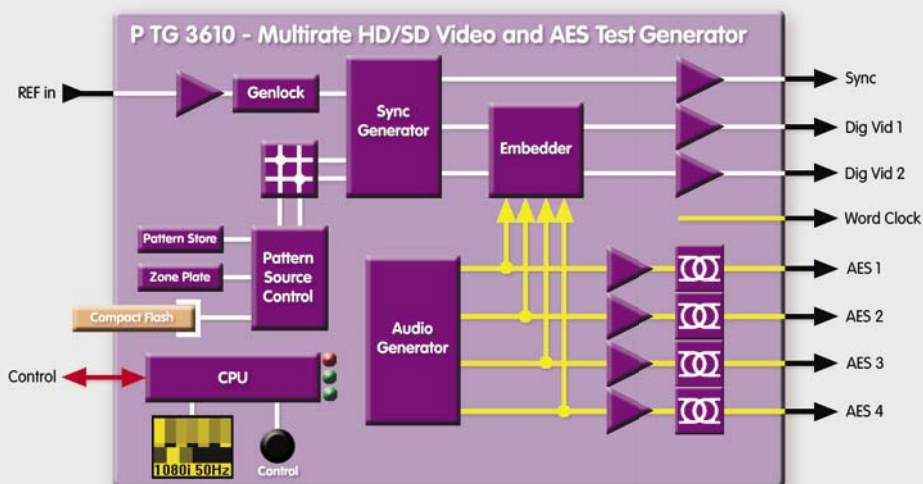 P TG 3610 - Multirate HD/SD Video and AES Test Generator
REF in
Genlock
Sync
Generator
Embedder
Sync
Dig Vid 1
Dig Vid 2
Word Clock
Pattern Store
Zone Plate
Compact Flash
Pattern
Source
Control
Audio
Generator
AES 1
AES 2
AES 3
AES 4
Control
CPU
1080i 50Hz
Control